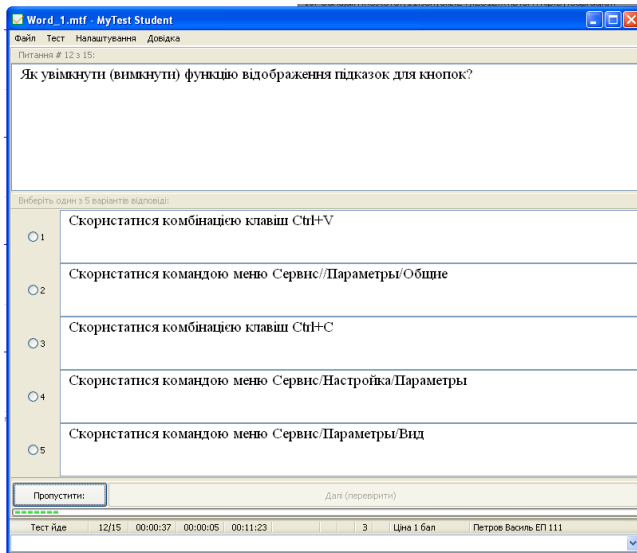 Word_1.mtf - MyTest Student
Файл Тест Налаштування Довідка
Питання # 12 з 15:
Як увімкнути (вимкнути) функцію відображення підказок для кнопок?
Виберіть один з 5 варіантів відповіді:
1 Скористатися комбінацією клавіш Ctrl+V
2 Скористатися командою меню Сервис//Параметры/Общие
3 Скористатися комбінацією клавіш Ctrl+C
4 Скористатися командою меню Сервис/Настройка/Параметры
5 Скористатися командою меню Сервис/Параметры/Вид
Пропустити: Далі (перевірити)
Тест йде 12/15 00:00:37 00:00:05 00:11:23 3 Ціна 1 бал Петров Василь ЕП 111